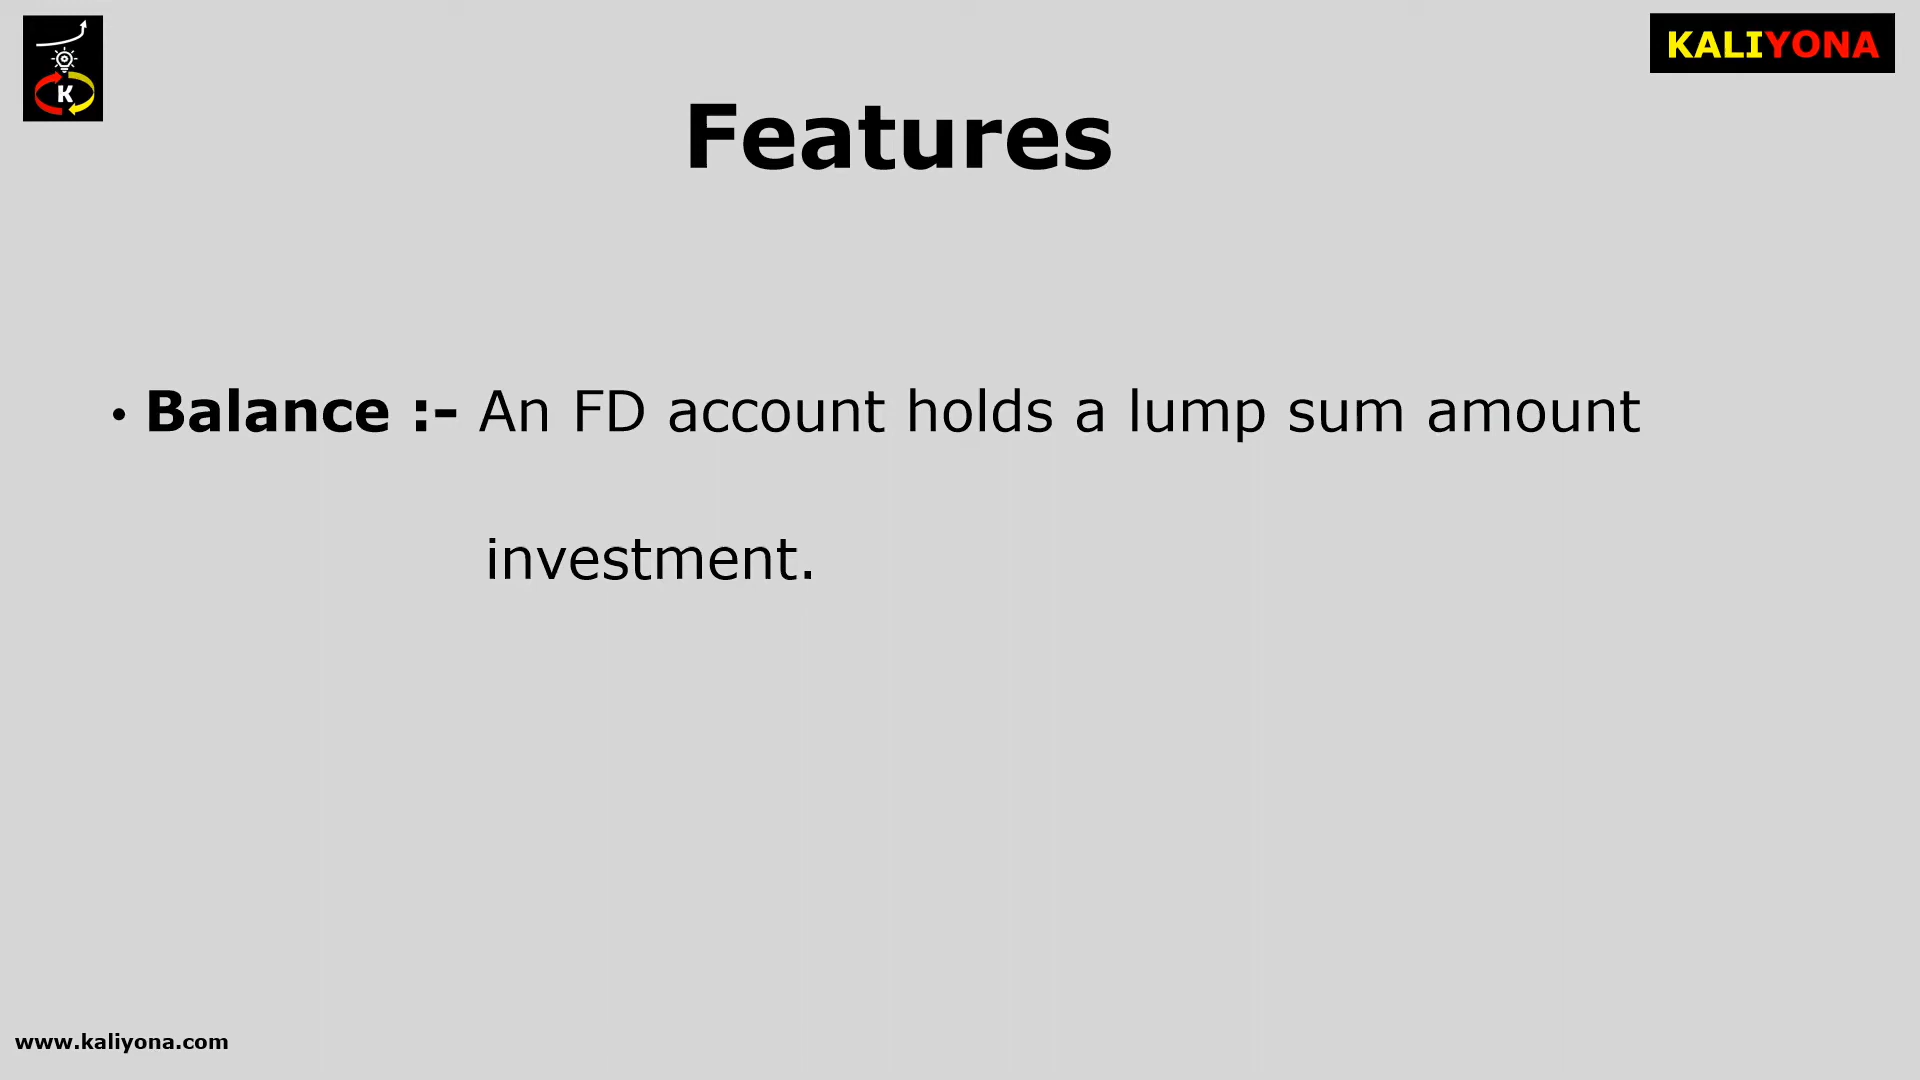 K
KALIYONA
Features
• Balance :- An FD account holds a lump sum amount
investment.
www.kaliyona.com